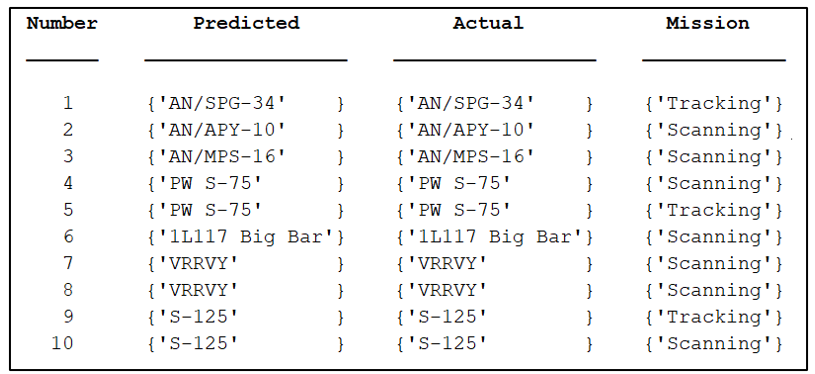 Number Predicted Actual Mission
1 {'AN/SPG-34' } {'AN/SPG-34' } {'Tracking'}
2 {'AN/APY-10' } {'AN/APY-10' } {'Scanning'}
3 {'AN/MPS-16' } {'AN/MPS-16' } {'Scanning'}
4 {'PW S-75' } {'PW S-75' } {'Scanning'}
5 {'PW S-75' } {'PW S-75' } {'Tracking'}
6 {'1L117 Big Bar'} {'1L117 Big Bar'} {'Scanning'}
7 {'VRRVY' } {'VRRVY' } {'Scanning'}
8 {'VRRVY' } {'VRRVY' } {'Scanning'}
9 {'S-125' } {'S-125' } {'Tracking'}
10 {'S-125' } {'S-125' } {'Scanning'}